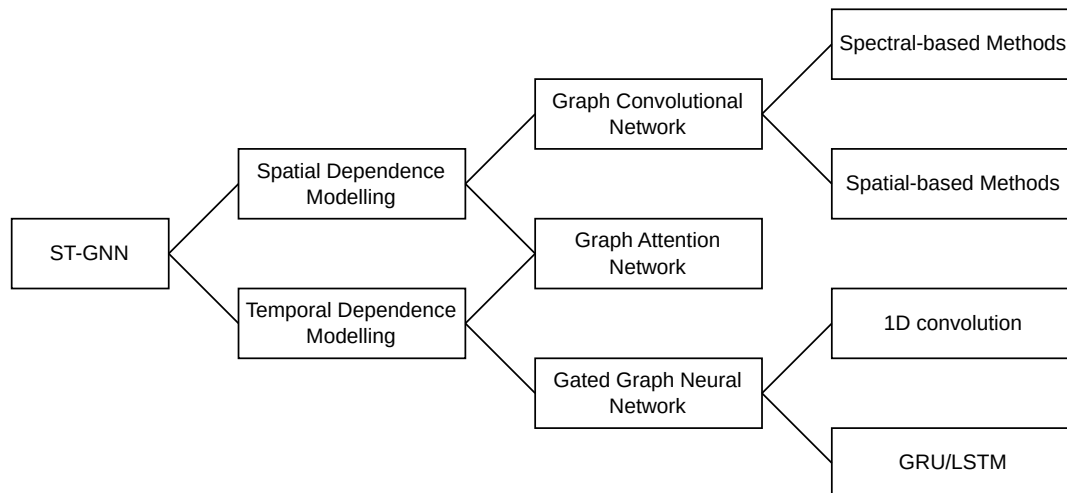 ST-GNN
Spatial Dependence
Modelling
Temporal Dependence
Modelling
Graph Convolutional
Network
Graph Attention
Network
Gated Graph Neural
Network
Spectral-based Methods
Spatial-based Methods
1D convolution
GRU/LSTM